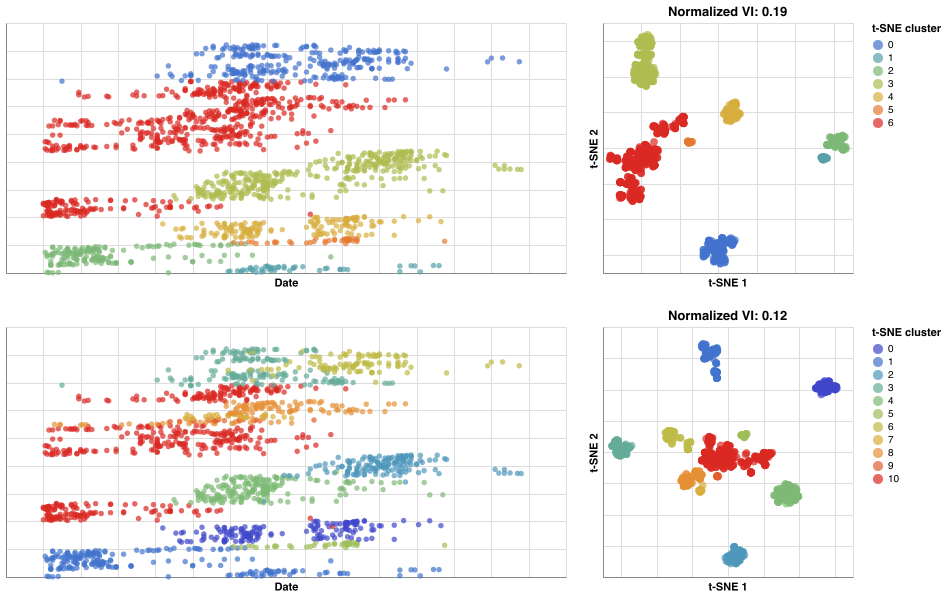 Normalized VI: 0.19
t-SNE cluster
0
1
2
3
4
5
6
t-SNE 2
Date
t-SNE 1
Normalized VI: 0.12
t-SNE cluster
0
1
2
3
4
5
6
7
8
9
10
t-SNE 2
Date
t-SNE 1